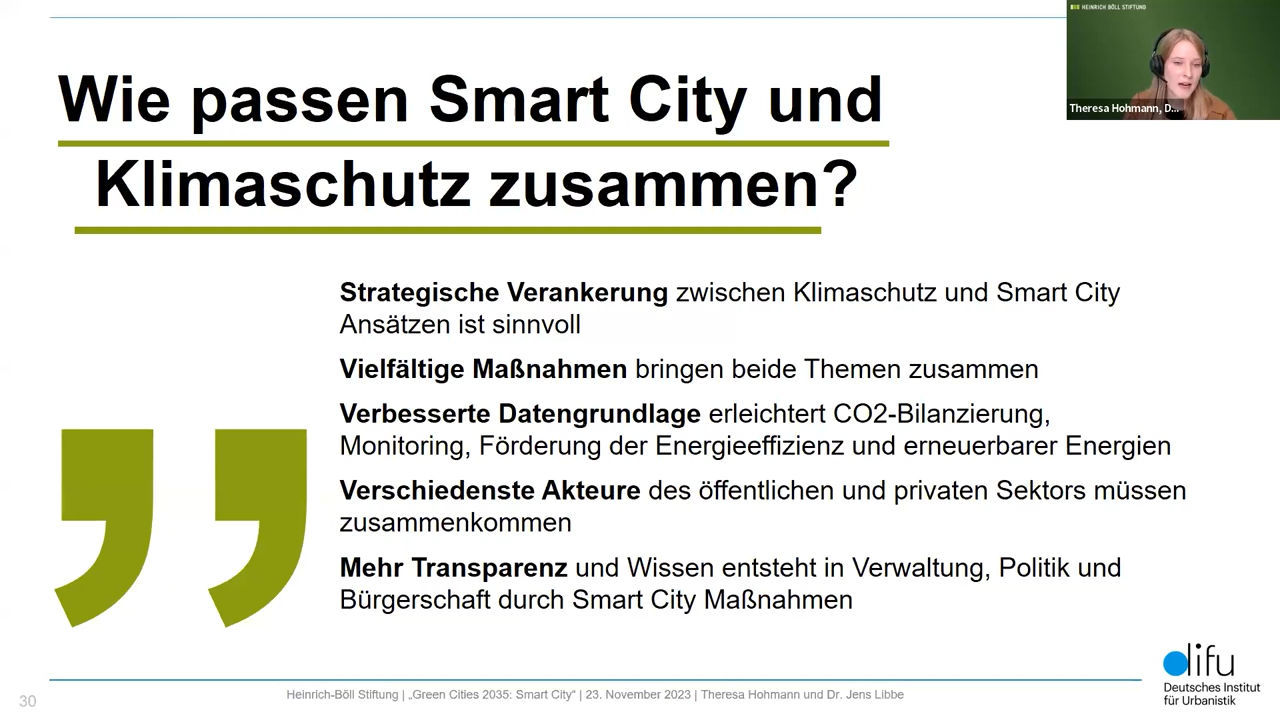 HEINRICH BÖLL STIFTUNG
Theresa Hohmann, D...
Wie passen Smart City und
Klimaschutz zusammen?
Strategische Verankerung zwischen Klimaschutz und Smart City
Ansätzen ist sinnvoll
Vielfältige Maßnahmen bringen beide Themen zusammen
Verbesserte Datengrundlage erleichtert CO2-Bilanzierung,
Monitoring, Förderung der Energieeffizienz und erneuerbarer Energien
Verschiedenste Akteure des öffentlichen und privaten Sektors müssen
zusammenkommen
Mehr Transparenz und Wissen entsteht in Verwaltung, Politik und
Bürgerschaft durch Smart City Maßnahmen
difu
Deutsches Institut
für Urbanistik
30
Heinrich-Böll Stiftung | „Green Cities 2035: Smart City“ | 23. November 2023 | Theresa Hohmann und Dr. Jens Libbe